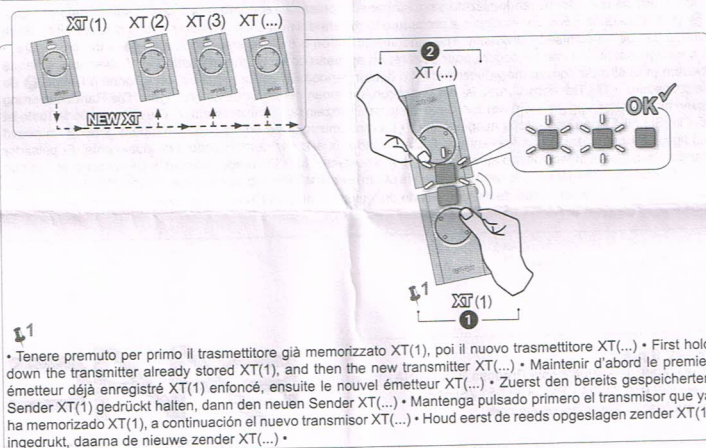 XT (1) XT (2) XT (3) XT (...)
NEW XT
2
XT (...)
OK
1
XT (1)
1
1
• Tenere premuto per primo il trasmettitore già memorizzato XT(1), poi il nuovo trasmettitore XT(...) • First hold
down the transmitter already stored XT(1), and then the new transmitter XT(...) • Maintenir d'abord le premier
émetteur déjà enregistré XT(1) enfoncé, ensuite le nouvel émetteur XT(...) • Zuerst den bereits gespeicherten
Sender XT(1) gedrückt halten, dann den neuen Sender XT(...) • Mantenga pulsado primero el transmisor que ya
ha memorizado XT(1), a continuación el nuevo transmisor XT(...) • Houd eerst de reeds opgeslagen zender XT(1)
ingedrukt, daarna de nieuwe zender XT(...) •